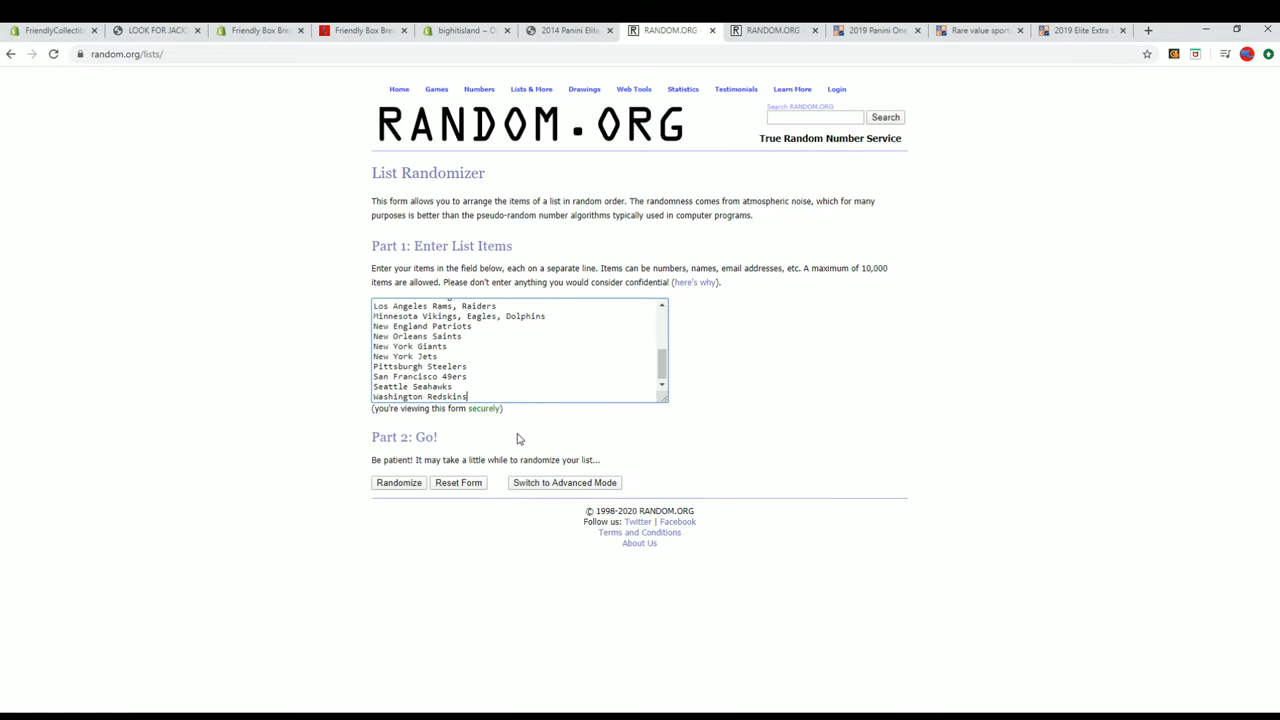 FriendlyCollectib
LOOK FOR JACK
Friendly Box Brea
Friendly Box Brea
bighitisland ~ O
2014 Panini Elite
RANDOM.ORG
RANDOM.ORG
2019 Panini One
Rare value sport
2019 Elite Extra E
random.org/lists/
Home Games Numbers Lists & More Drawings Web Tools Statistics Testimonials Learn More Login
RANDOM.ORG
Search RANDOM.ORG
Search
True Random Number Service
List Randomizer
This form allows you to arrange the items of a list in random order. The randomness comes from atmospheric noise, which for many
purposes is better than the pseudo-random number algorithms typically used in computer programs.
Part 1: Enter List Items
Enter your items in the field below, each on a separate line. Items can be numbers, names, email addresses, etc. A maximum of 10,000
items are allowed. Please don't enter anything you would consider confidential (here's why).
Los Angeles Rams, Raiders
Minnesota Vikings, Eagles, Dolphins
New England Patriots
New Orleans Saints
New York Giants
New York Jets
Pittsburgh Steelers
San Francisco 49ers
Seattle Seahawks
Washington Redskins
(you're viewing this form securely)
Part 2: Go!
Be patient! It may take a little while to randomize your list...
Randomize Reset Form Switch to Advanced Mode
© 1998-2020 RANDOM.ORG
Follow us: Twitter | Facebook
Terms and Conditions
About Us